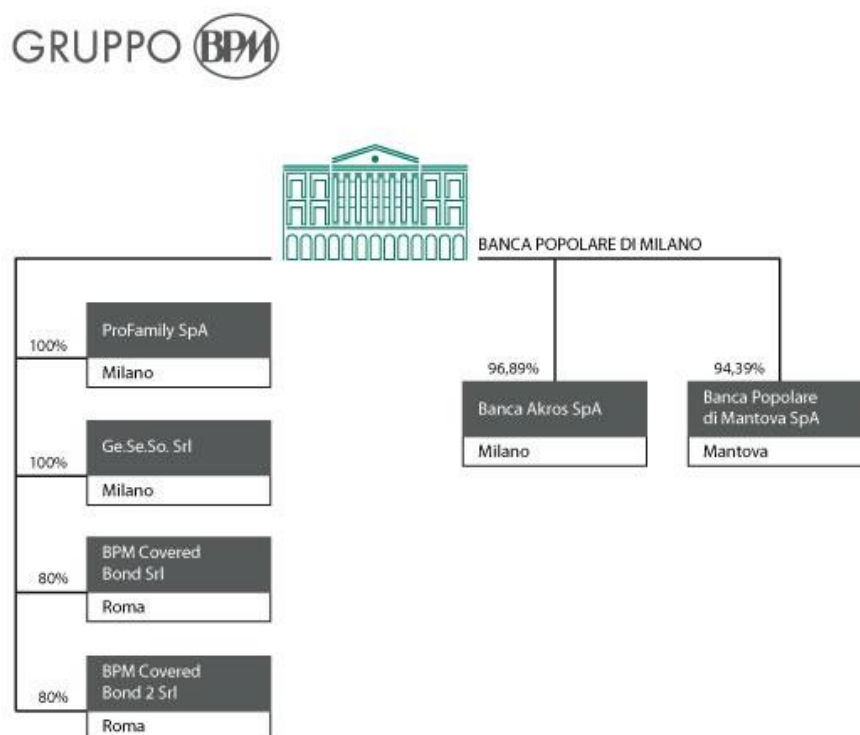 GRUPPO BPM
BANCA POPOLARE DI MILANO
100%
ProFamily SpA
Milano
100%
Ge.Se.So. Srl
Milano
80%
BPM Covered
Bond Srl
Roma
80%
BPM Covered
Bond 2 Srl
Roma
96,89%
Banca Akros SpA
Milano
94,39%
Banca Popolare
di Mantova SpA
Mantova